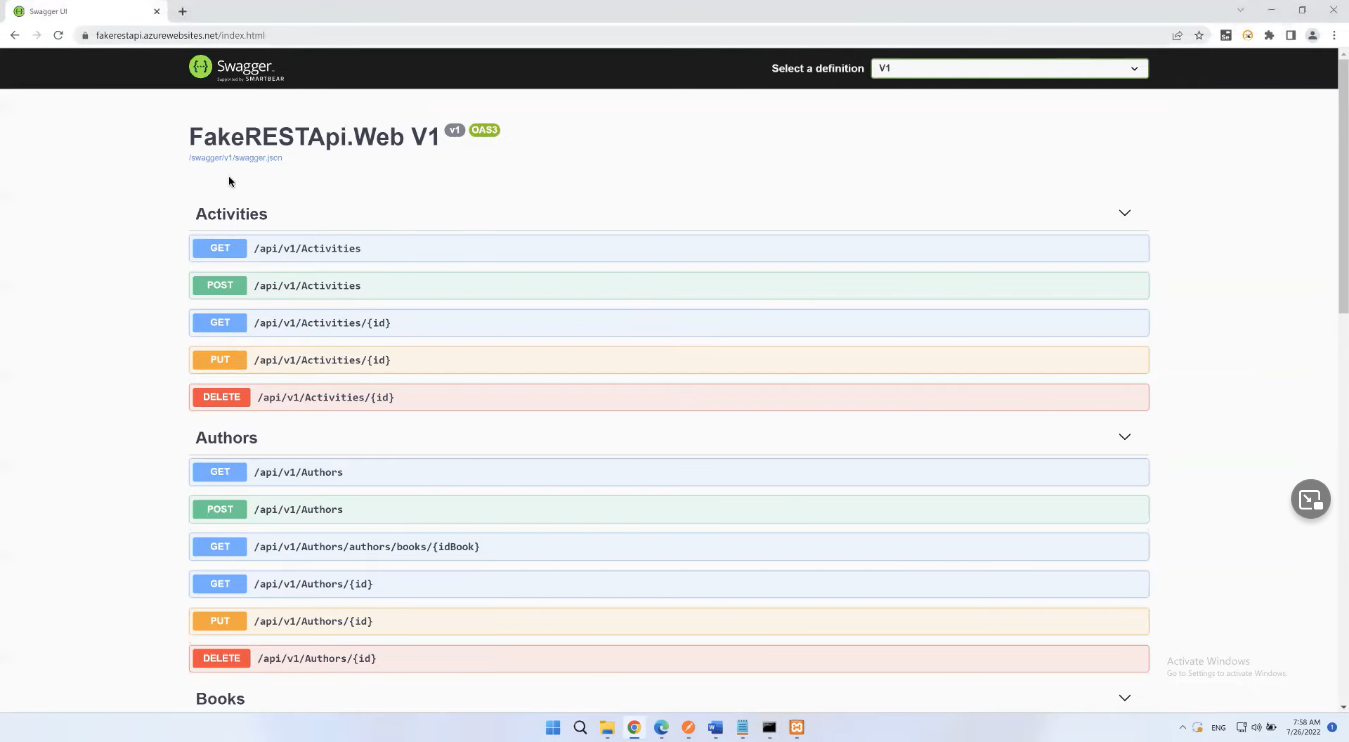 Swagger UI
fakerestapi.azurewebsites.net/index.html
Swagger
Supported by SMARTBEAR
Select a definition
V1
FakeRESTApi.Web V1 v1 OAS3
/swagger/v1/swagger.json
Activities
GET /api/v1/Activities
POST /api/v1/Activities
GET /api/v1/Activities/{id}
PUT /api/v1/Activities/{id}
DELETE /api/v1/Activities/{id}
Authors
GET /api/v1/Authors
POST /api/v1/Authors
GET /api/v1/Authors/authors/books/{idBook}
GET /api/v1/Authors/{id}
PUT /api/v1/Authors/{id}
DELETE /api/v1/Authors/{id}
Activate Windows
Go to Settings to activate Windows.
Books
ENG
7:58 AM
7/26/2022
1